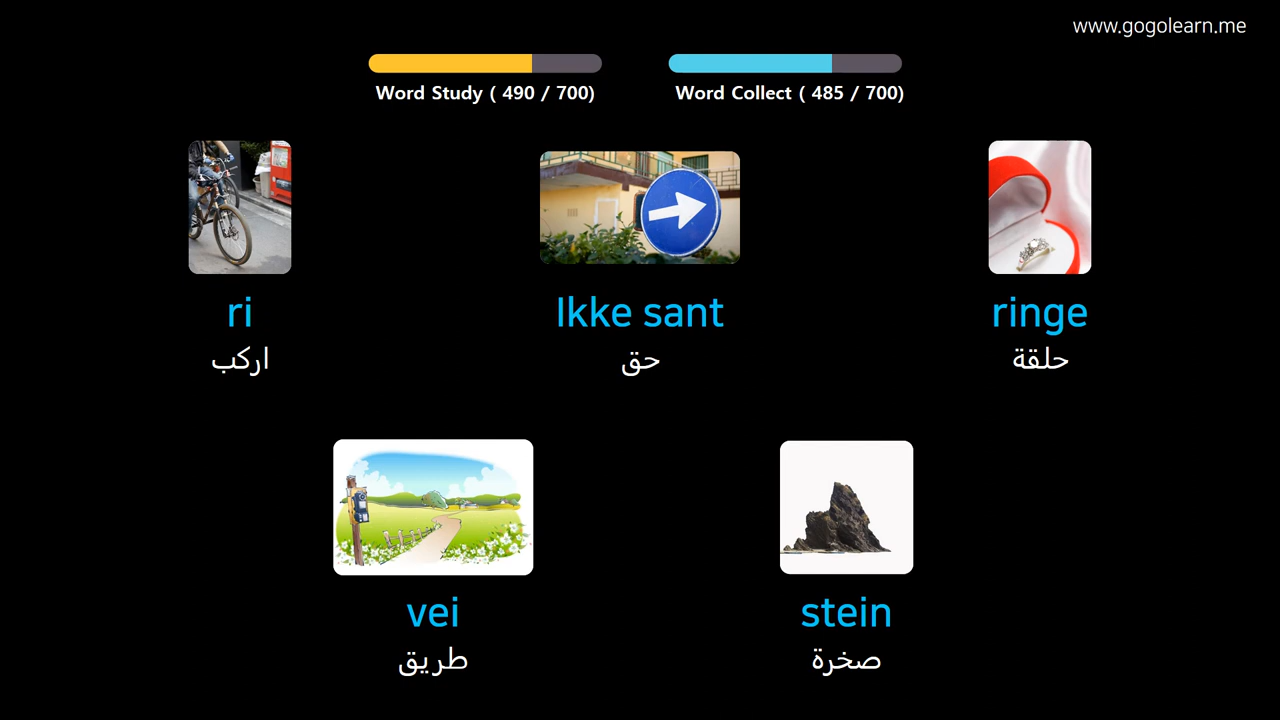 www.gogolearn.me
Word Study ( 490 / 700)
Word Collect ( 485 / 700)
ri
Ikke sant
ringe
اركب
حق
حلقة
vei
stein
طريق
صخرة